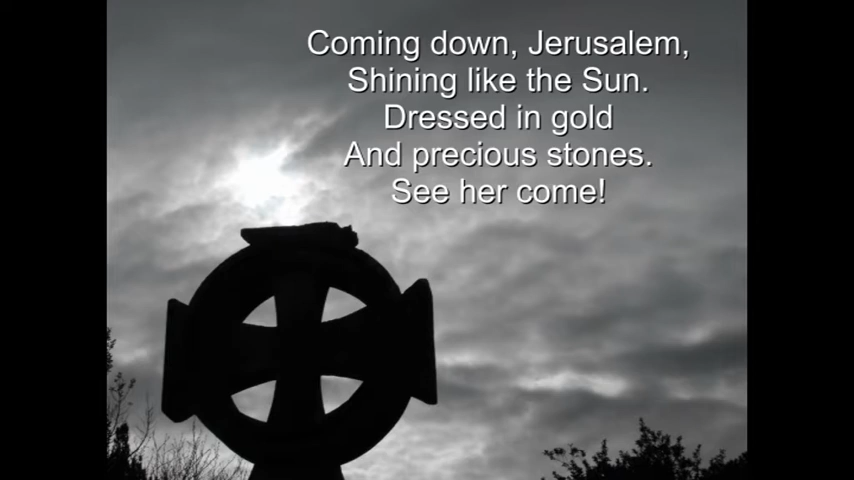 Coming down, Jerusalem,
Shining like the Sun.
Dressed in gold
And precious stones.
See her come!